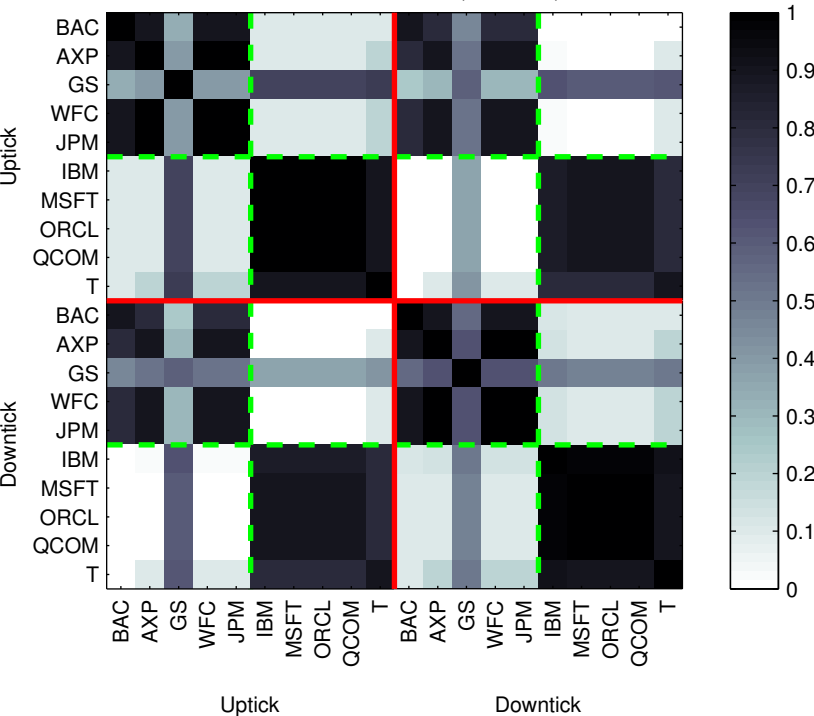 BAC
AXP
GS
WFC
JPM
IBM
MSFT
ORCL
QCOM
T
Uptick
BAC
AXP
GS
WFC
JPM
IBM
MSFT
ORCL
QCOM
T
Downtick
BAC AXP GS WFC JPM IBM MSFT ORCL QCOM T BAC AXP GS WFC JPM IBM MSFT ORCL QCOM T
Uptick Downtick
1
0.9
0.8
0.7
0.6
0.5
0.4
0.3
0.2
0.1
0